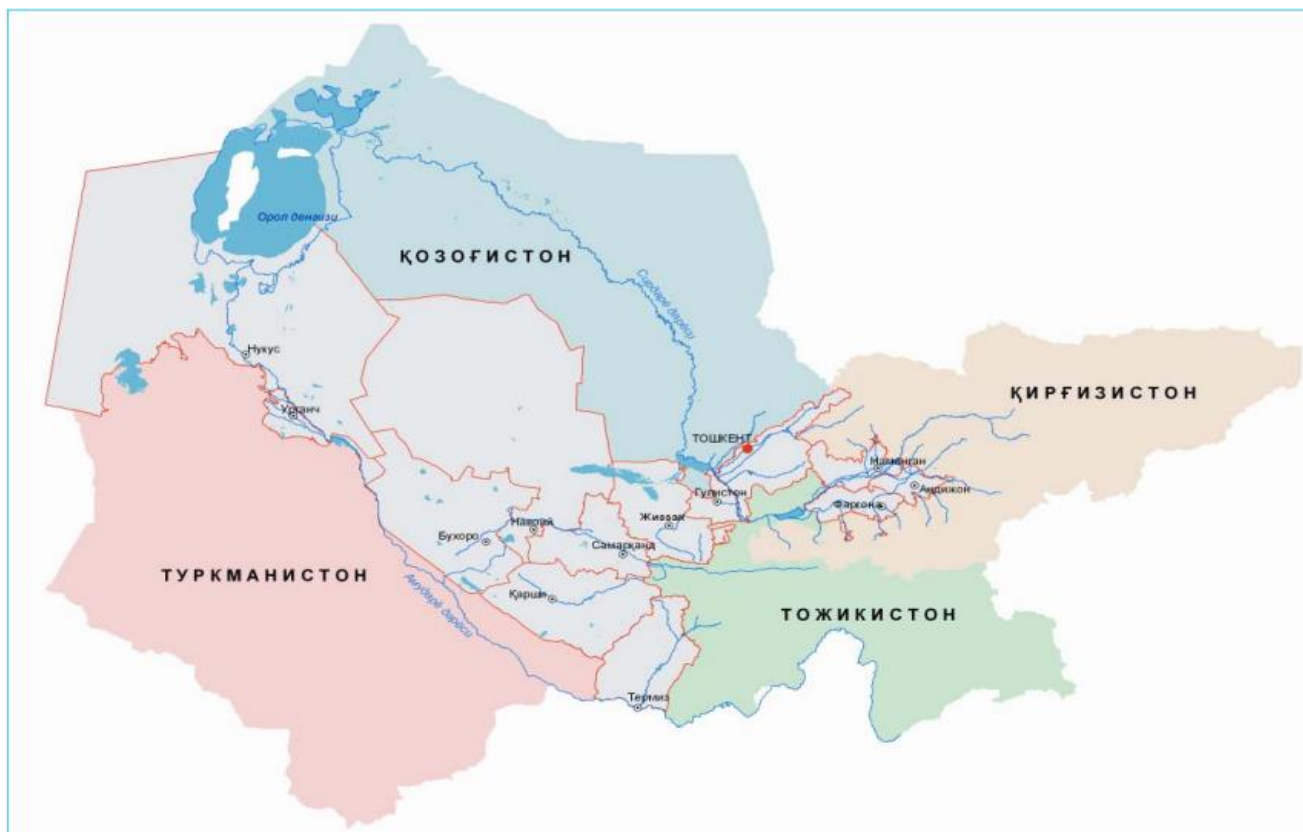 Орол денгизи
ҚОЗОҒИСТОН
Сирдарё дарёси
Нукус
ҚИРҒИЗИСТОН
Урганч
ТОШКЕНТ
Наманган
Андижон
Гулистон
Фарғона
Навоий
Жиззах
Бухоро
Самарқанд
ТУРКМАНИСТОН
Қарши
Амударё дарёси
ТОЖИКИСТОН
Термиз